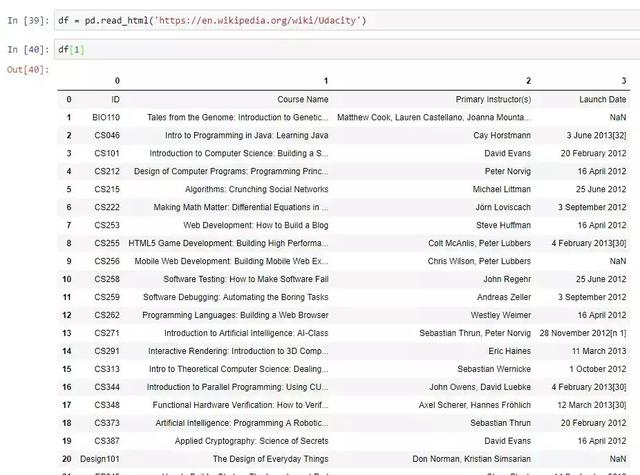 In [39]: df = pd.read_html('https://en.wikipedia.org/wiki/Udacity')
In [40]: df[1]
Out[40]:
0 1 2 3
0 ID Course Name Primary Instructor(s) Launch Date
1 BIO110 Tales from the Genome: Introduction to Genetic... Matthew Cook, Lauren Castellano, Joanna Mounta... NaN
2 CS046 Intro to Programming in Java: Learning Java Cay Horstmann 3 June 2013[32]
3 CS101 Introduction to Computer Science: Building a S... David Evans 20 February 2012
4 CS212 Design of Computer Programs: Programming Princ... Peter Norvig 16 April 2012
5 CS215 Algorithms: Crunching Social Networks Michael Littman 25 June 2012
6 CS222 Making Math Matter: Differential Equations in ... Jörn Loviscach 3 September 2012
7 CS253 Web Development: How to Build a Blog Steve Huffman 16 April 2012
8 CS255 HTML5 Game Development: Building High Performa... Colt McAnlis, Peter Lubbers 4 February 2013[30]
9 CS256 Mobile Web Development: Building Mobile Web Ex... Chris Wilson, Peter Lubbers NaN
10 CS258 Software Testing: How to Make Software Fail John Regehr 25 June 2012
11 CS259 Software Debugging: Automating the Boring Tasks Andreas Zeller 3 September 2012
12 CS262 Programming Languages: Building a Web Browser Westley Weimer 16 April 2012
13 CS271 Introduction to Artificial Intelligence: AI-Class Sebastian Thrun, Peter Norvig 28 November 2012[n 1]
14 CS291 Interactive Rendering: Introduction to 3D Comp... Eric Haines 11 March 2013
15 CS313 Intro to Theoretical Computer Science: Dealing... Sebastian Wernicke 1 October 2012
16 CS344 Introduction to Parallel Programming: Using CU... John Owens, David Luebke 4 February 2013[30]
17 CS348 Functional Hardware Verification: How to Verif... Axel Scherer, Hannes Fröhlich 12 March 2013[30]
18 CS373 Artificial Intelligence: Programming A Robotic... Sebastian Thrun 20 February 2012
19 CS387 Applied Cryptography: Science of Secrets David Evans 16 April 2012
20 Design101 The Design of Everyday Things Don Norman, Kristian Simsarian NaN